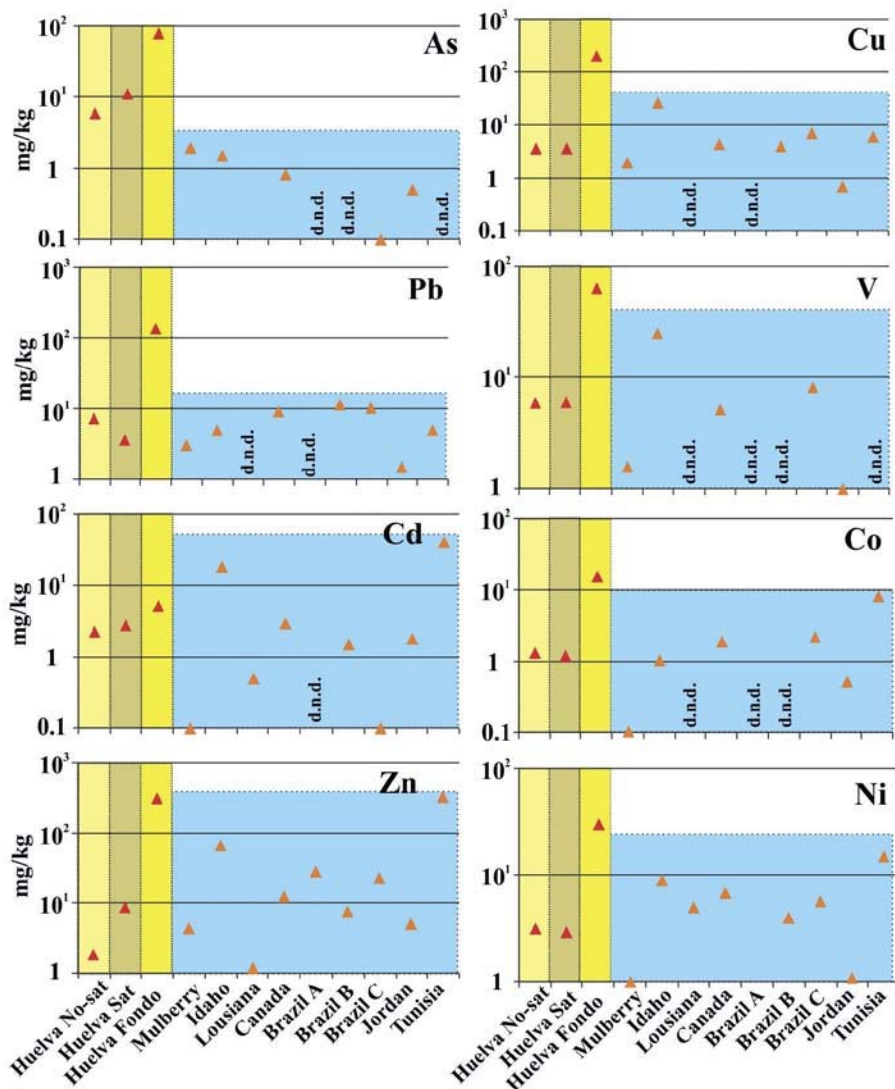 10²
As
10¹
mg/kg
1
d.n.d.
d.n.d.
d.n.d.
0.1
10³
Cu
10²
10¹
1
d.n.d.
d.n.d.
0.1
10³
Pb
10²
mg/kg
10¹
d.n.d.
d.n.d.
1
10²
V
10¹
d.n.d.
d.n.d.
d.n.d.
d.n.d.
1
10²
Cd
10¹
mg/kg
1
d.n.d.
0.1
10²
Co
10¹
1
d.n.d.
d.n.d.
d.n.d.
0.1
10³
Zn
10²
mg/kg
10¹
1
Huelva No-sat
Huelva Sat
Huelva Fondo
Mulberry
Idaho
Lousiana
Canada
Brazil A
Brazil B
Brazil C
Jordan
Tunisia
10²
Ni
10¹
1
Huelva No-sat
Huelva Sat
Huelva Fondo
Mulberry
Idaho
Lousiana
Canada
Brazil A
Brazil B
Brazil C
Jordan
Tunisia